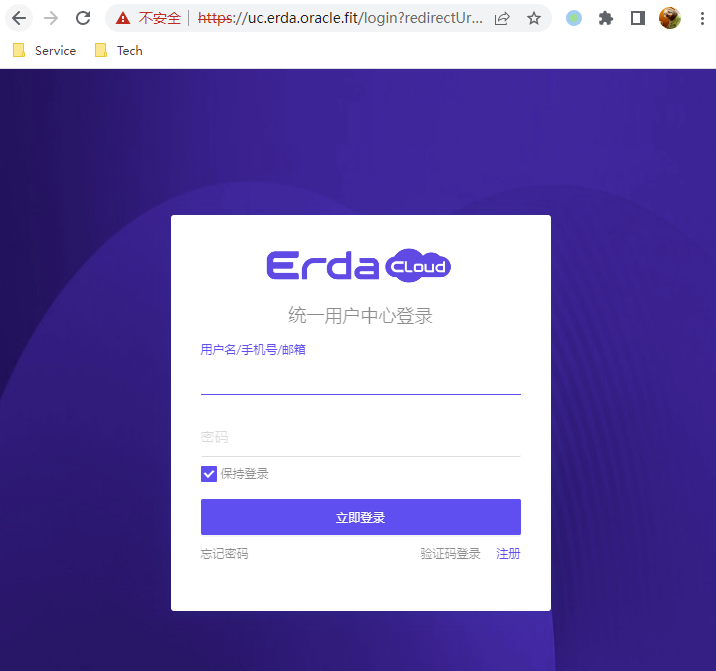 不安全 https://uc.erda.oracle.fit/login?redirectUr...
Service Tech
Erda CLoud
统一用户中心登录
用户名/手机号/邮箱
密码
保持登录
立即登录
忘记密码 验证码登录 注册